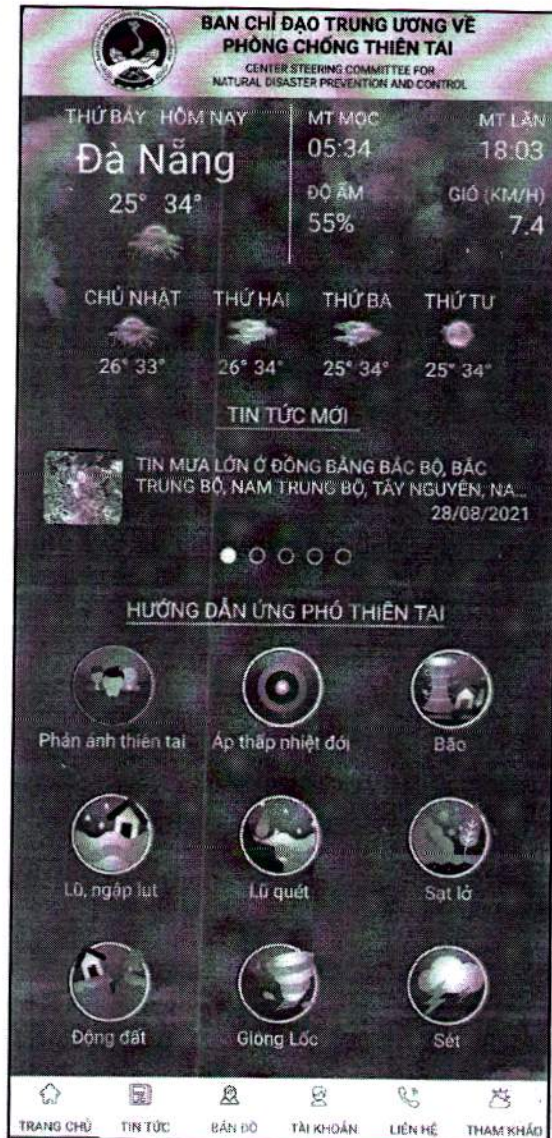 BAN CHỈ ĐẠO TRUNG ƯƠNG VỀ
PHÒNG CHỐNG THIÊN TAI
CENTER STEERING COMMITTEE FOR
NATURAL DISASTER PREVENTION AND CONTROL
THỨ BẢY HÔM NAY
Đà Nẵng
25° 34°
MT MỌC MT LẶN
05:34 18:03
ĐỘ ẨM GIÓ (KM/H)
55% 7.4
CHỦ NHẬT THỨ HAI THỨ BA THỨ TƯ
26° 33° 26° 34° 25° 34° 25° 34°
TIN TỨC MỚI
TIN MƯA LỚN Ở ĐỒNG BẰNG BẮC BỘ, BẮC
TRUNG BỘ, NAM TRUNG BỘ, TÂY NGUYÊN, NA...
28/08/2021
HƯỚNG DẪN ỨNG PHÓ THIÊN TAI
Phản ánh thiên tai Áp thấp nhiệt đới Bão
Lũ, ngập lụt Lũ quét Sạt lở
Động đất Giông Lốc Sét
TRANG CHỦ TIN TỨC BẢN ĐỒ TÀI KHOẢN LIÊN HỆ THAM KHẢO